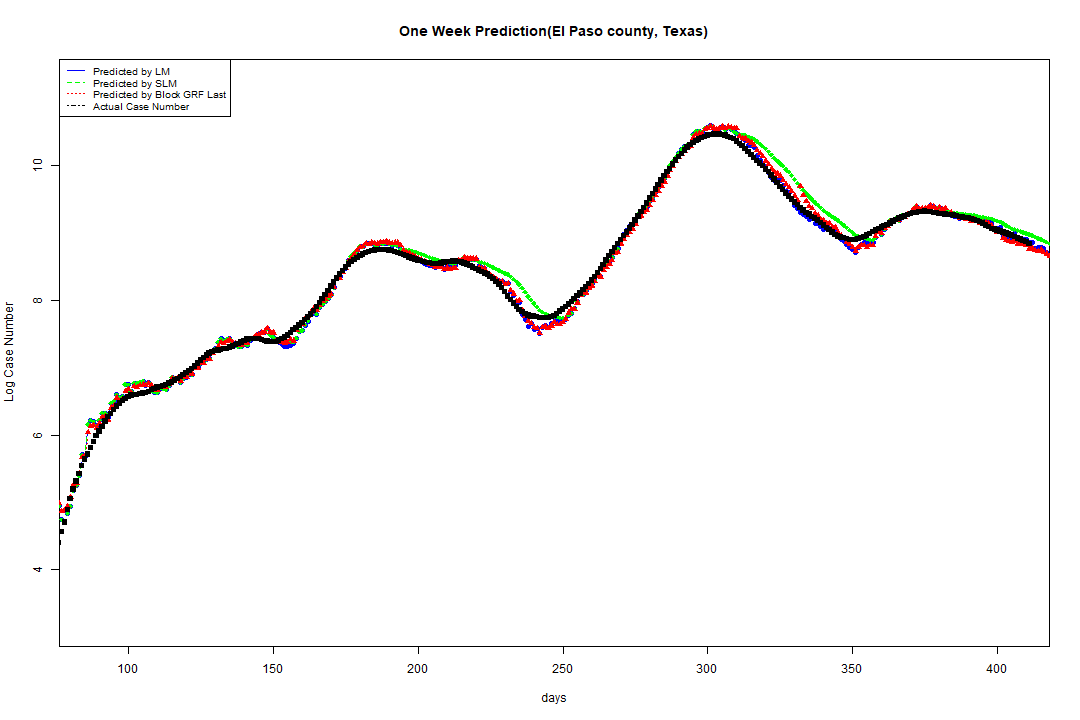 One Week Prediction(El Paso county, Texas)
Predicted by LM
Predicted by SLM
Predicted by Block GRF Last
Actual Case Number
10
8
6
4
Log Case Number
100 150 200 250 300 350 400
days